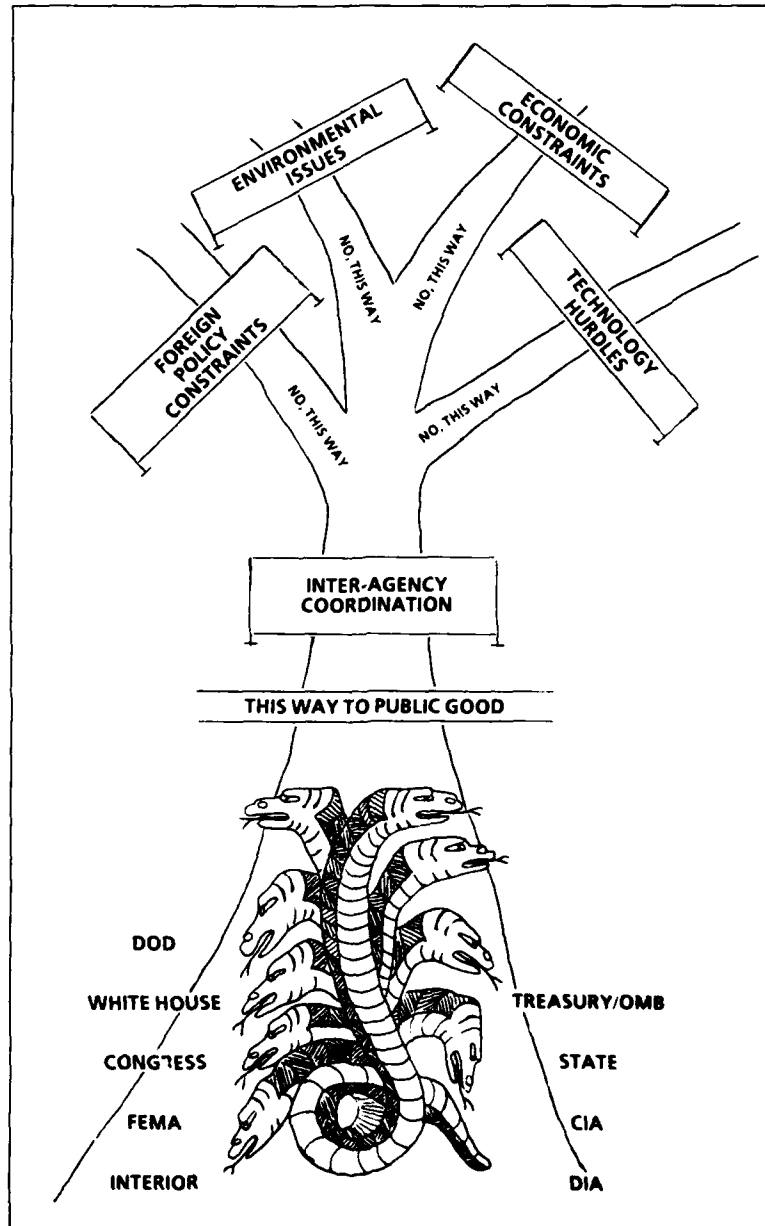 ENVIRONMENTAL
ISSUES
ECONOMIC
CONSTRAINTS
FOREIGN
POLICY
CONSTRAINTS
TECHNOLOGY
HURDLES
NO, THIS WAY
NO, THIS WAY
NO, THIS WAY
NO, THIS WAY
INTER-AGENCY
COORDINATION
THIS WAY TO PUBLIC GOOD
DOD
WHITE HOUSE
CONGRESS
FEMA
INTERIOR
TREASURY/OMB
STATE
CIA
DIA